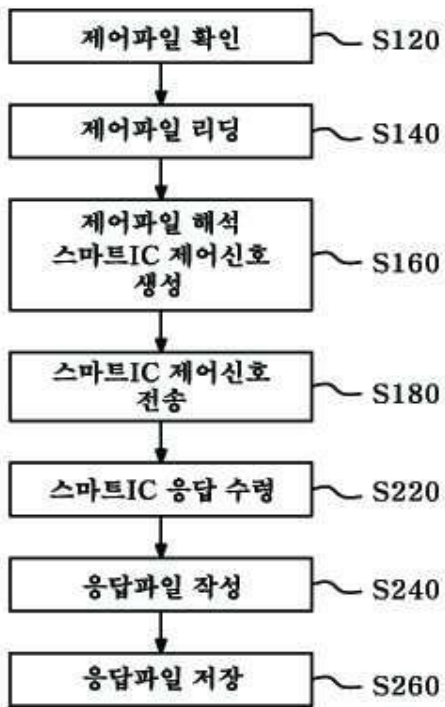 제어파일 확인
S120
제어파일 리딩
S140
제어파일 해석
스마트IC 제어신호
생성
S160
스마트IC 제어신호
전송
S180
스마트IC 응답 수령
S220
응답파일 작성
S240
응답파일 저장
S260